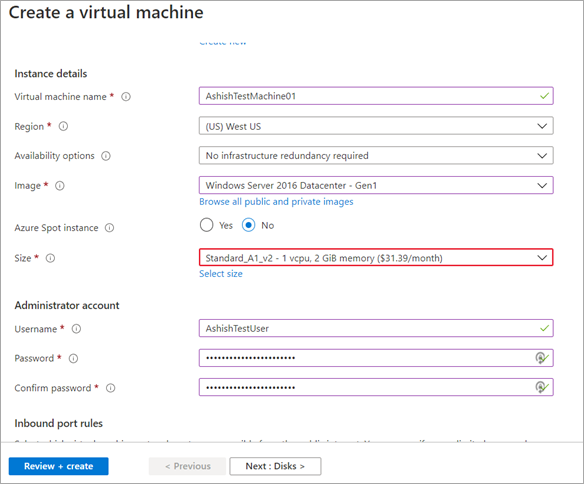 Create a virtual machine
Create new
Instance details
Virtual machine name *
AshishTestMachine01
Region *
(US) West US
Availability options
No infrastructure redundancy required
Image *
Windows Server 2016 Datacenter - Gen1
Browse all public and private images
Azure Spot instance
Yes No
Size *
Standard_A1_v2 - 1 vcpu, 2 GiB memory ($31.39/month)
Select size
Administrator account
Username *
AshishTestUser
Password *
•••••••••••••••••••••••
Confirm password *
•••••••••••••••••••••••
Inbound port rules
Review + create
< Previous
Next : Disks >